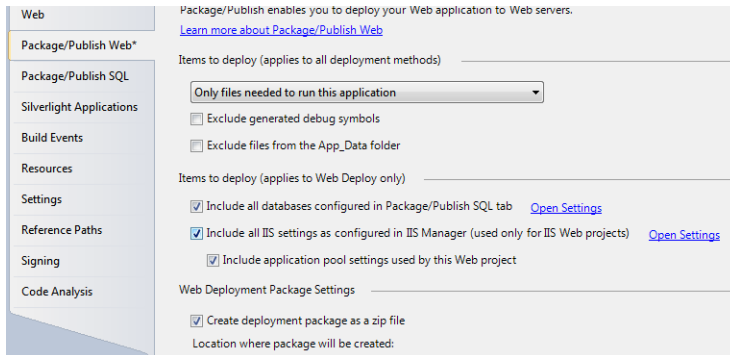 Web
Package/Publish Web*
Package/Publish SQL
Silverlight Applications
Build Events
Resources
Settings
Reference Paths
Signing
Code Analysis
Package/Publish enables you to deploy your Web application to Web servers.
Learn more about Package/Publish Web
Items to deploy (applies to all deployment methods)
Only files needed to run this application
Exclude generated debug symbols
Exclude files from the App_Data folder
Items to deploy (applies to Web Deploy only)
Include all databases configured in Package/Publish SQL tab Open Settings
Include all IIS settings as configured in IIS Manager (used only for IIS Web projects) Open Settings
Include application pool settings used by this Web project
Web Deployment Package Settings
Create deployment package as a zip file
Location where package will be created: